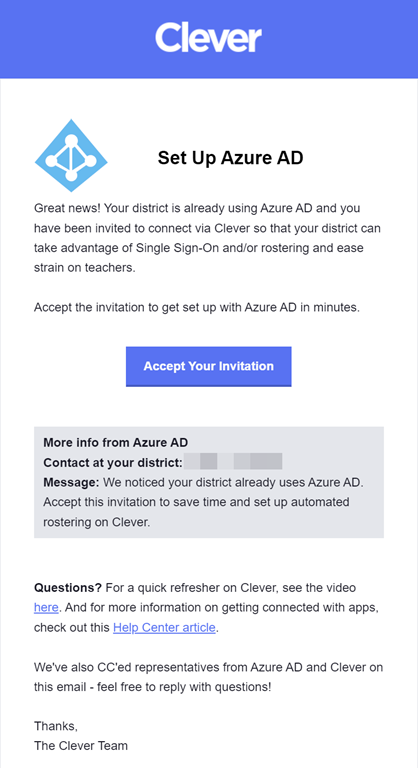 Clever
Set Up Azure AD
Great news! Your district is already using Azure AD and you
have been invited to connect via Clever so that your district can
take advantage of Single Sign-On and/or rostering and ease
strain on teachers.
Accept the invitation to get set up with Azure AD in minutes.
Accept Your Invitation
More info from Azure AD
Contact at your district:
Message: We noticed your district already uses Azure AD.
Accept this invitation to save time and set up automated
rostering on Clever.
Questions? For a quick refresher on Clever, see the video
here. And for more information on getting connected with apps,
check out this Help Center article.
We've also CC'ed representatives from Azure AD and Clever on
this email - feel free to reply with questions!
Thanks,
The Clever Team